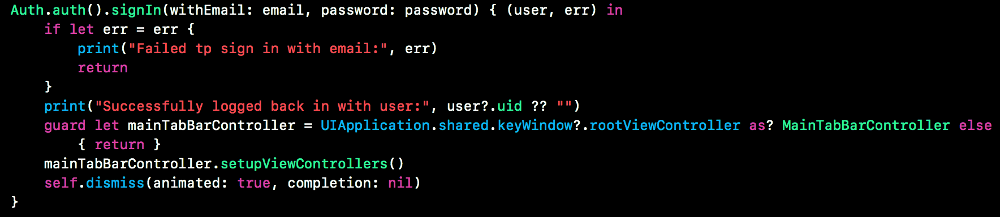 Auth.auth().signIn(withEmail: email, password: password) { (user, err) in
    if let err = err {
        print("Failed tp sign in with email:", err)
        return
    }
    print("Successfully logged back in with user:", user?.uid ?? "")
    guard let mainTabBarController = UIApplication.shared.keyWindow?.rootViewController as? MainTabBarController else
        { return }
    mainTabBarController.setupViewControllers()
    self.dismiss(animated: true, completion: nil)
}